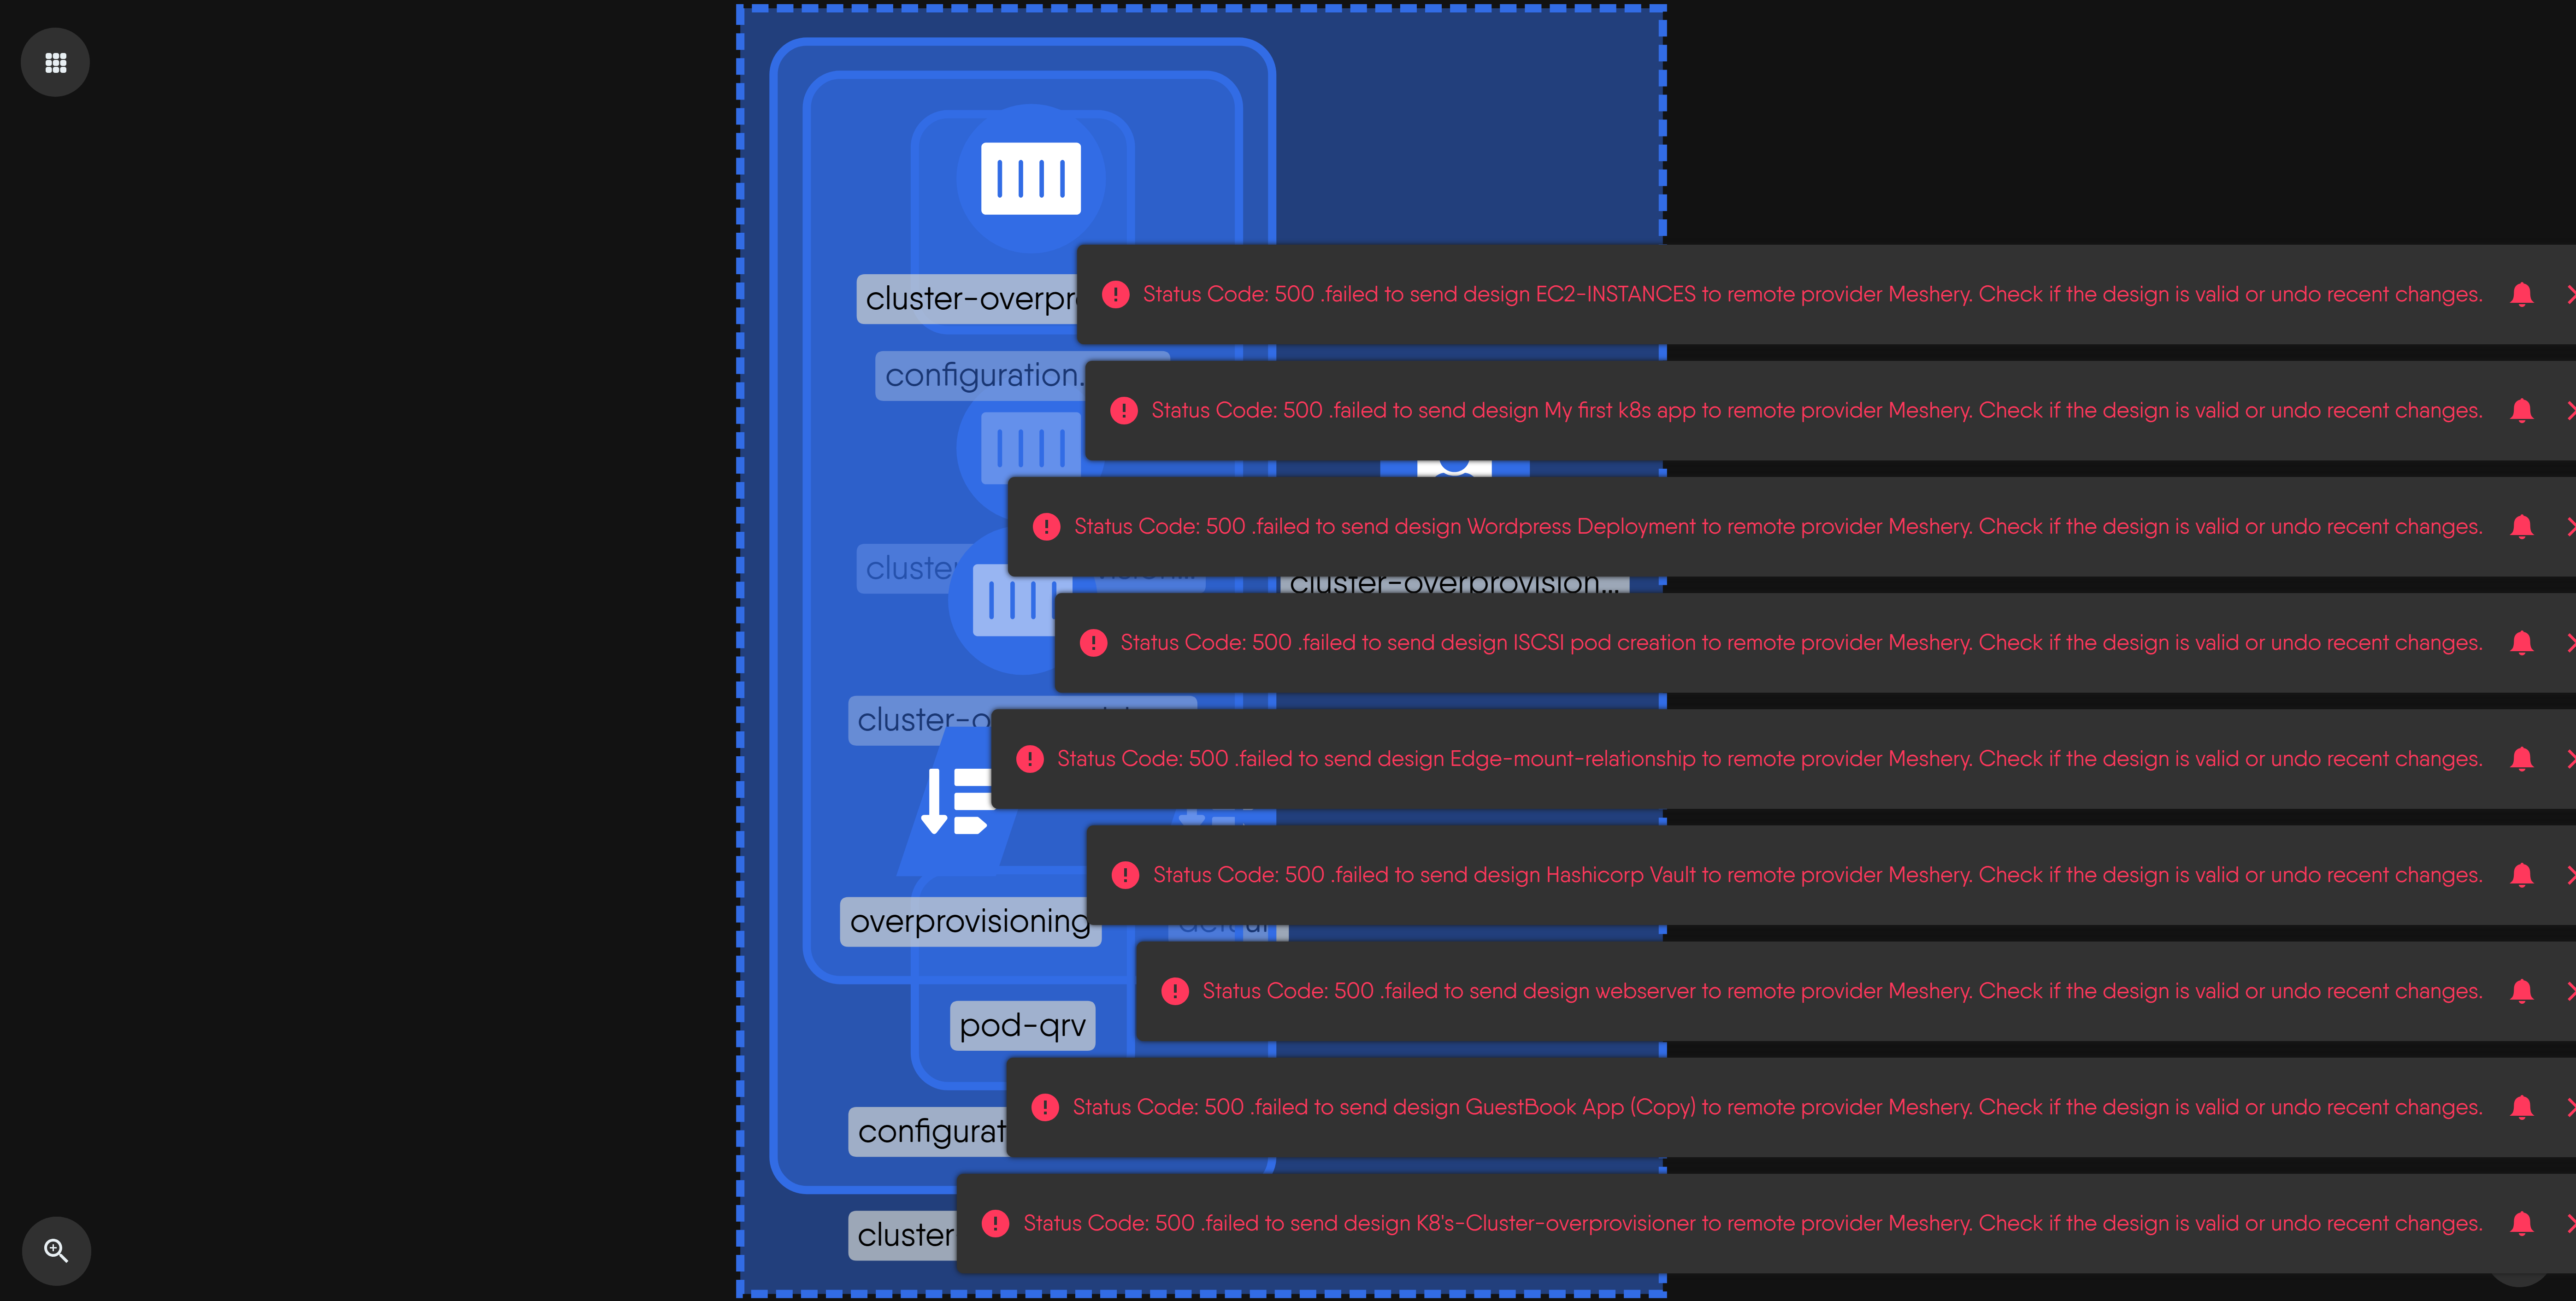 cluster-overpr
Status Code: 500 .failed to send design EC2-INSTANCES to remote provider Meshery. Check if the design is valid or undo recent changes.
configuration.
Status Code: 500 .failed to send design My first k8s app to remote provider Meshery. Check if the design is valid or undo recent changes.
Status Code: 500 .failed to send design Wordpress Deployment to remote provider Meshery. Check if the design is valid or undo recent changes.
cluster
cluster-overprovision...
Status Code: 500 .failed to send design ISCSI pod creation to remote provider Meshery. Check if the design is valid or undo recent changes.
cluster-o
Status Code: 500 .failed to send design Edge-mount-relationship to remote provider Meshery. Check if the design is valid or undo recent changes.
Status Code: 500 .failed to send design Hashicorp Vault to remote provider Meshery. Check if the design is valid or undo recent changes.
overprovisioning
Status Code: 500 .failed to send design webserver to remote provider Meshery. Check if the design is valid or undo recent changes.
pod-qrv
Status Code: 500 .failed to send design GuestBook App (Copy) to remote provider Meshery. Check if the design is valid or undo recent changes.
configurat
Status Code: 500 .failed to send design K8's-Cluster-overprovisioner to remote provider Meshery. Check if the design is valid or undo recent changes.
cluster